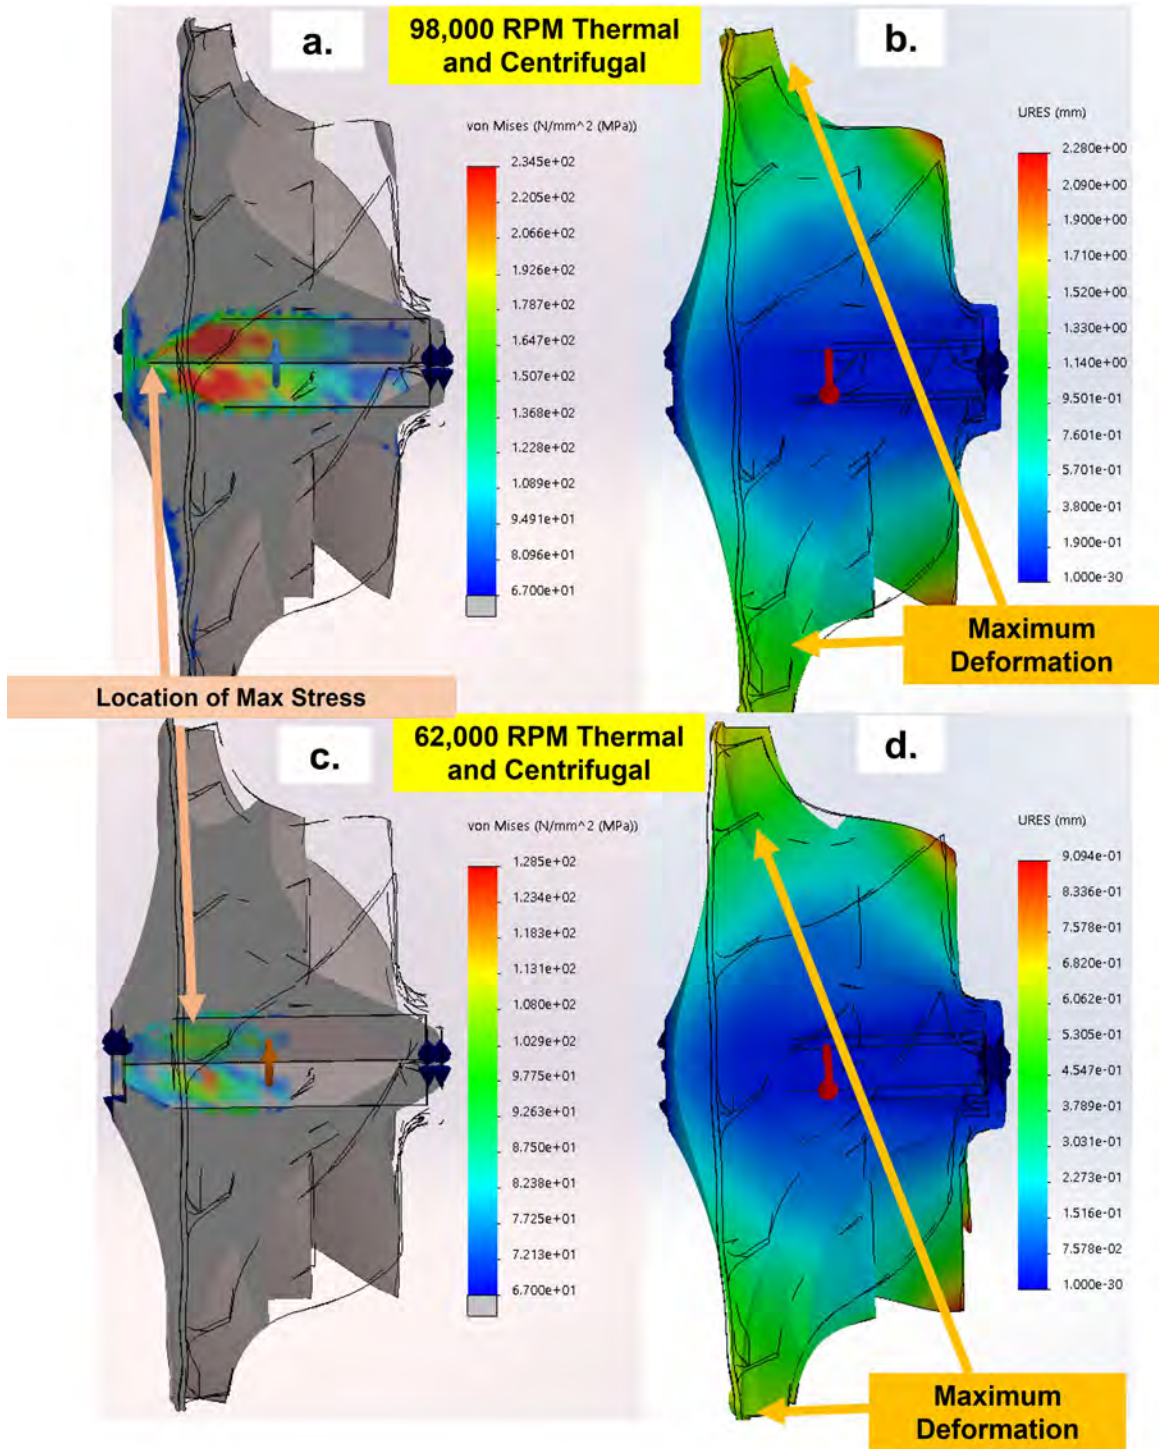 a.
98,000 RPM Thermal
and Centrifugal
b.
von Mises (N/mm^2 (MPa))
2.345e+02
2.205e+02
2.066e+02
1.926e+02
1.787e+02
1.647e+02
1.507e+02
1.368e+02
1.228e+02
1.089e+02
9.491e+01
8.096e+01
6.700e+01
URES (mm)
2.280e+00
2.090e+00
1.900e+00
1.710e+00
1.520e+00
1.330e+00
1.140e+00
9.501e-01
7.601e-01
5.701e-01
3.800e-01
1.900e-01
1.000e-30
Maximum
Deformation
Location of Max Stress
c.
62,000 RPM Thermal
and Centrifugal
d.
von Mises (N/mm^2 (MPa))
1.285e+02
1.234e+02
1.183e+02
1.131e+02
1.080e+02
1.029e+02
9.775e+01
9.263e+01
8.750e+01
8.238e+01
7.725e+01
7.213e+01
6.700e+01
URES (mm)
9.094e-01
8.336e-01
7.578e-01
6.820e-01
6.062e-01
5.305e-01
4.547e-01
3.789e-01
3.031e-01
2.273e-01
1.516e-01
7.578e-02
1.000e-30
Maximum
Deformation